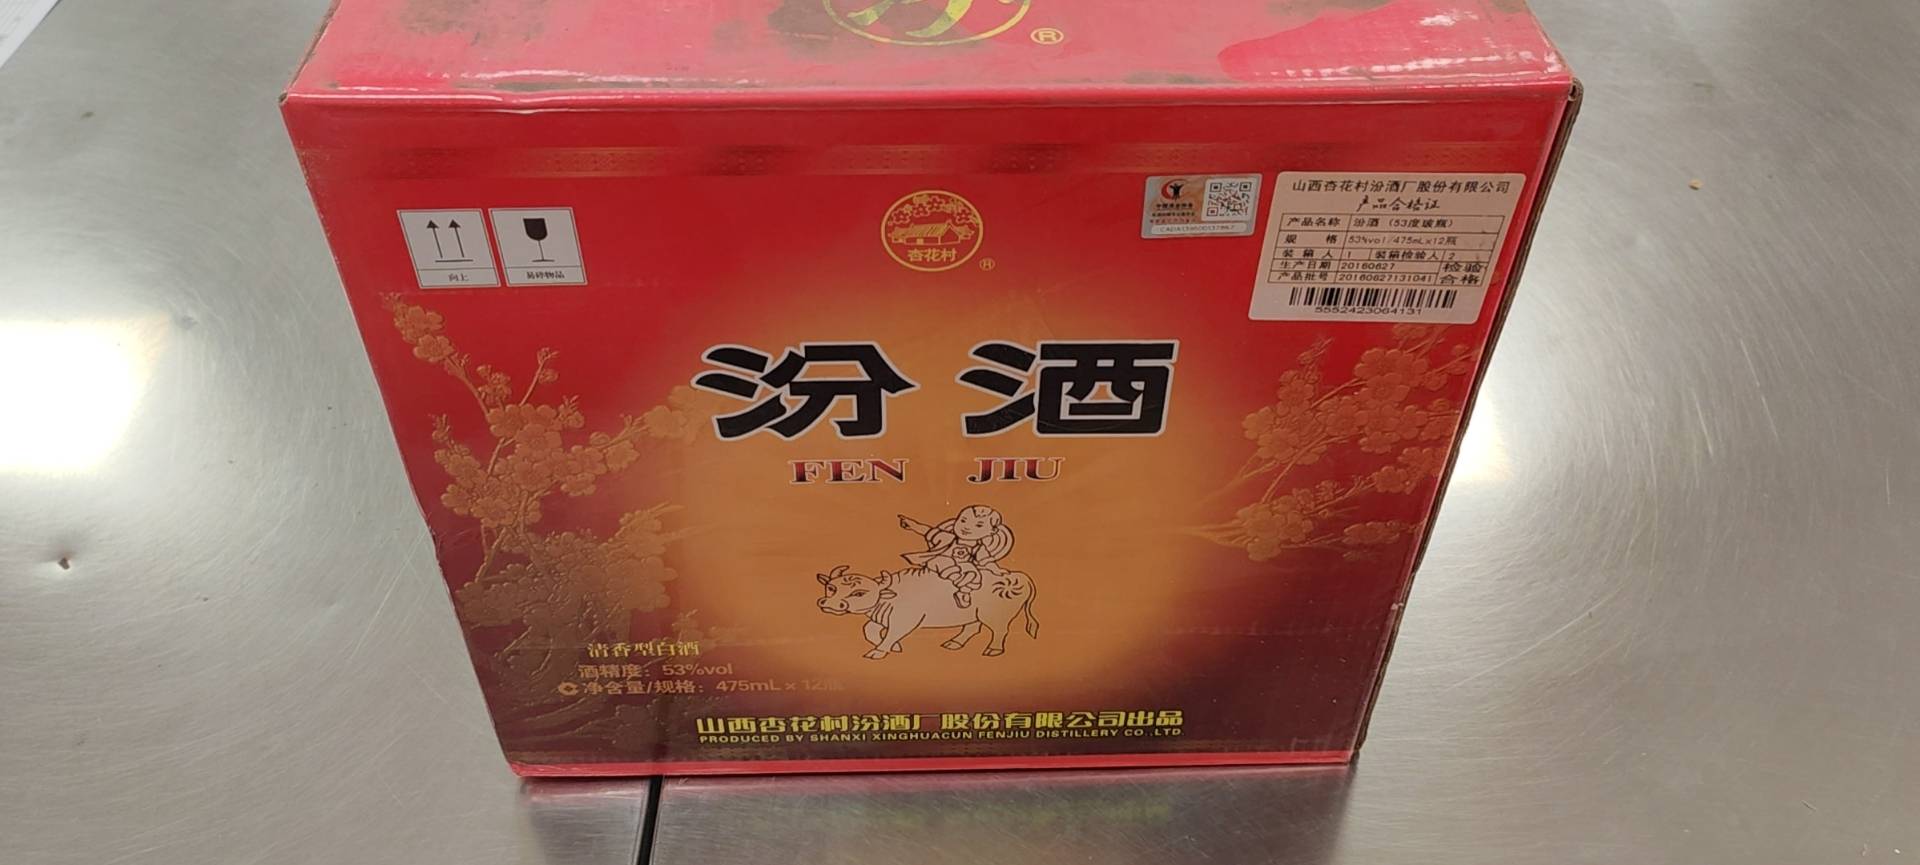 ®
山西杏花村汾酒厂股份有限公司
产品合格证
产品名称 汾酒（53度玻瓶）
规 格 53%vol/475mL×12瓶
装箱人 1 装箱检验人 2
生产日期 20160627 检验
产品批号 20160627131041 合格
5552423064131
向上
易碎物品
杏花村
®
汾酒
FEN JIU
清香型白酒
酒精度：53%vol
净含量/规格：475mL×12瓶
山西杏花村汾酒厂股份有限公司出品
PRODUCED BY SHANXI XINGHUACUN FENJIU DISTILLERY CO.,LTD